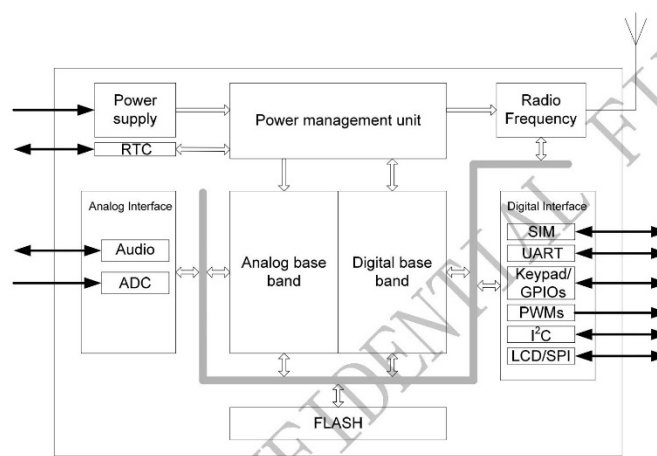 Power
supply
RTC
Power management unit
Radio
Frequency
Analog Interface
Audio
ADC
Analog base
band
Digital base
band
Digital Interface
SIM
UART
Keypad/
GPIOs
PWMs
I²C
LCD/SPI
FLASH